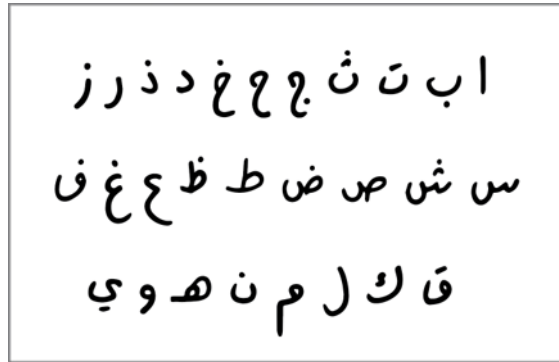 ا ب ت ث ج ح خ د ذ ر ز
س ش ص ض ط ظ ع غ ف
ق ك ل م ن هـ و ي